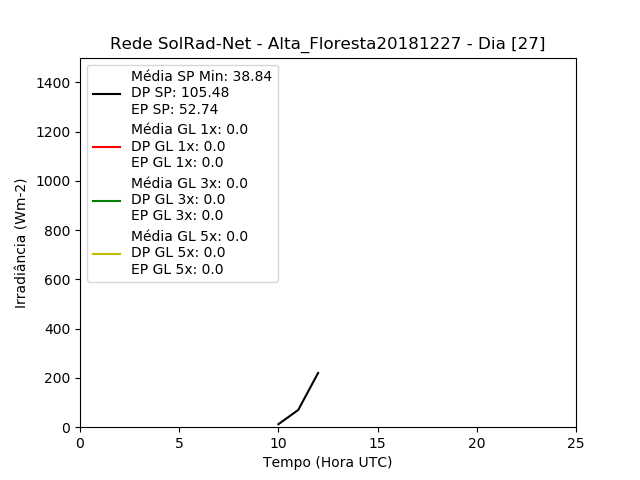 Rede SolRad-Net - Alta_Floresta20181227 - Dia [27]
Média SP Min: 38.84
DP SP: 105.48
EP SP: 52.74
Média GL 1x: 0.0
DP GL 1x: 0.0
EP GL 1x: 0.0
Média GL 3x: 0.0
DP GL 3x: 0.0
EP GL 3x: 0.0
Média GL 5x: 0.0
DP GL 5x: 0.0
EP GL 5x: 0.0
Irradiância (Wm-2)
1400
1200
1000
800
600
400
200
0
0 5 10 15 20 25
Tempo (Hora UTC)